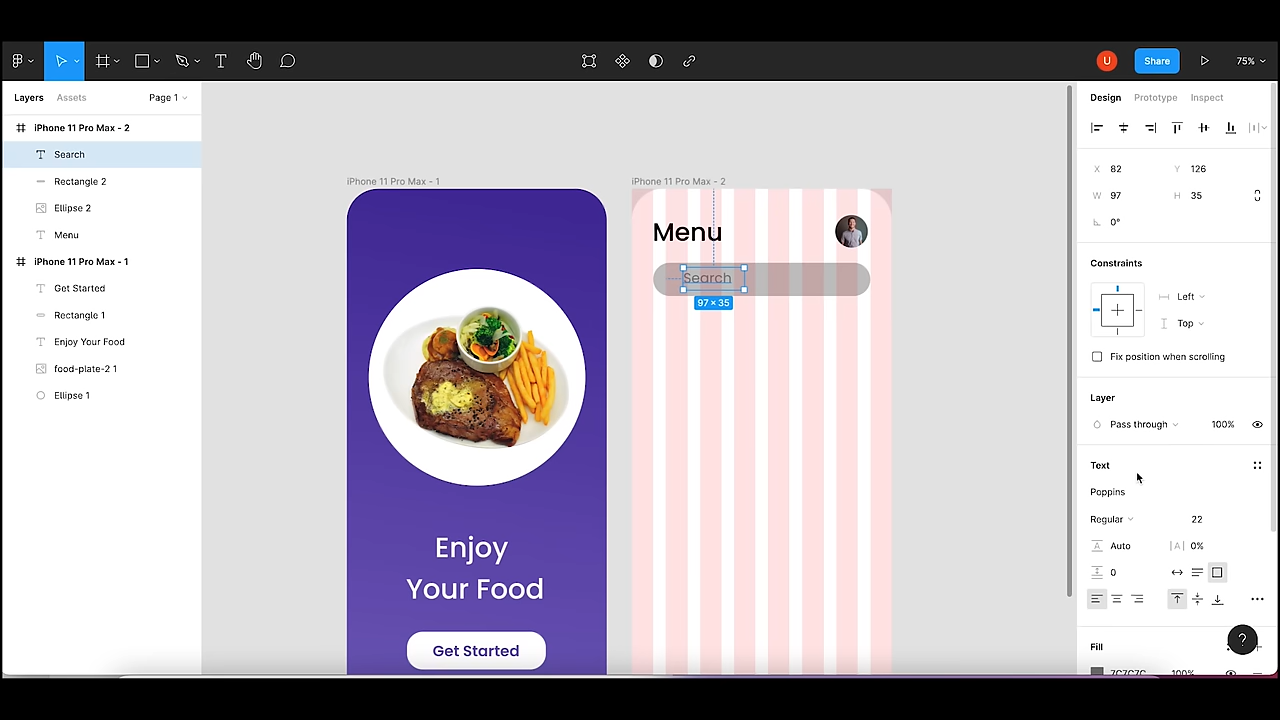 Share
75%
Layers
Assets
Page 1
Design
Prototype
Inspect
iPhone 11 Pro Max - 2
Search
Rectangle 2
Ellipse 2
Menu
iPhone 11 Pro Max - 1
Get Started
Rectangle 1
Enjoy Your Food
food-plate-2 1
Ellipse 1
iPhone 11 Pro Max - 1
Enjoy
Your Food
Get Started
iPhone 11 Pro Max - 2
Menu
Search
97 × 35
X 82 Y 126
W 97 H 35
0°
Constraints
Left
Top
Fix position when scrolling
Layer
Pass through 100%
Text
Poppins
Regular 22
Auto 0%
0
Fill
7C7C7C 100%
U
?